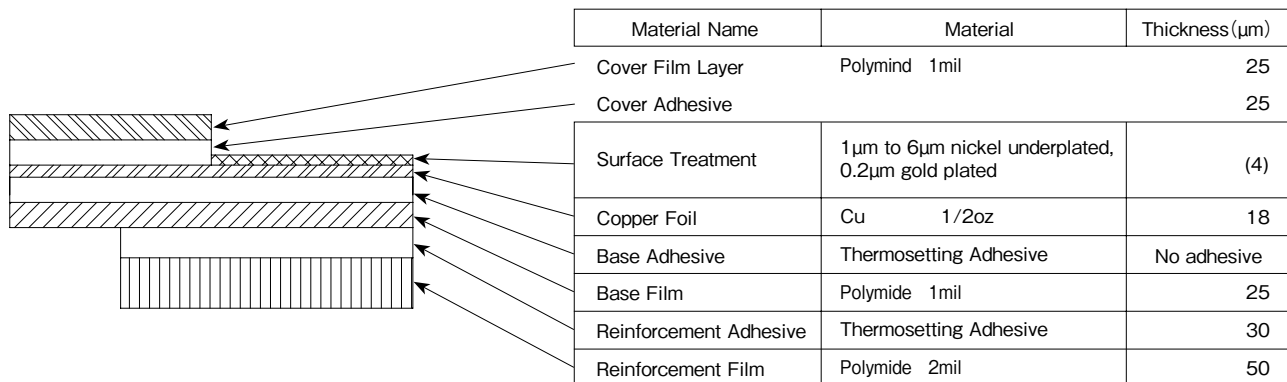 Material Name Material Thickness(μm)
Cover Film Layer Polymind 1mil 25
Cover Adhesive 25
Surface Treatment 1μm to 6μm nickel underplated, (4)
0.2μm gold plated
Copper Foil Cu 1/2oz 18
Base Adhesive Thermosetting Adhesive No adhesive
Base Film Polymide 1mil 25
Reinforcement Adhesive Thermosetting Adhesive 30
Reinforcement Film Polymide 2mil 50